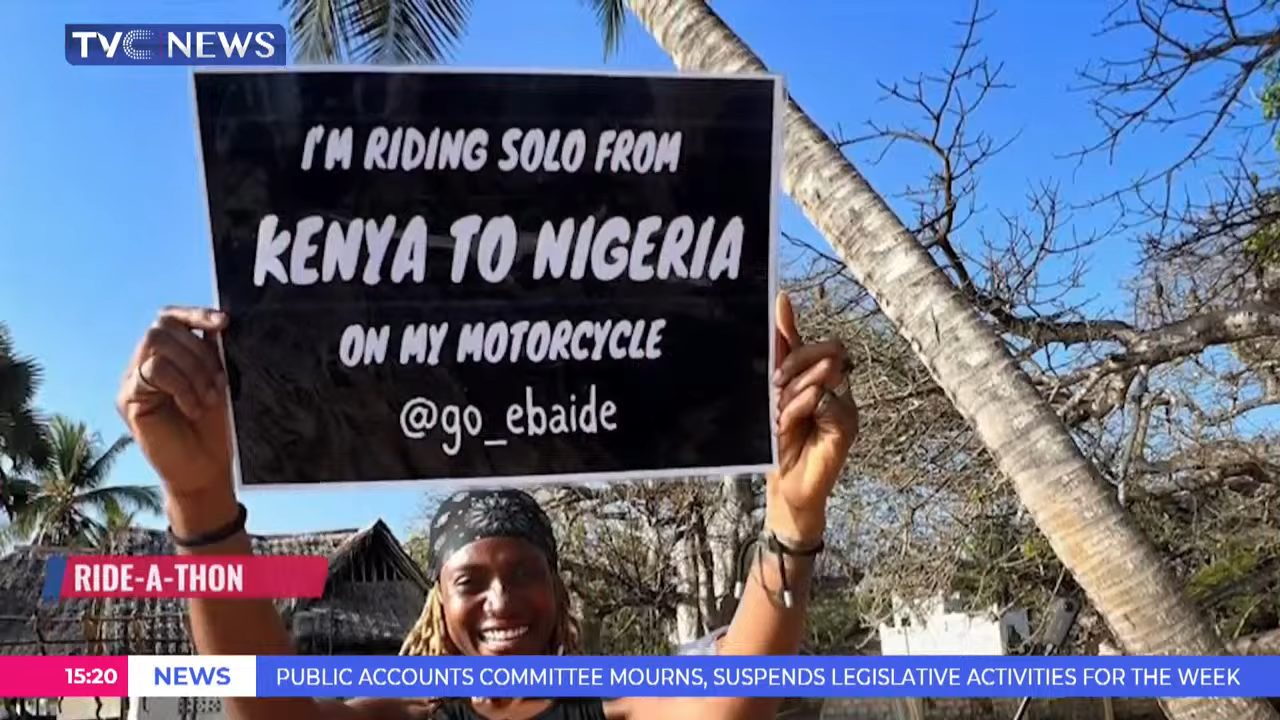 TVC NEWS
I'M RIDING SOLO FROM
KENYA TO NIGERIA
ON MY MOTORCYCLE
@go_ebaide
RIDE-A-THON
15:20 NEWS PUBLIC ACCOUNTS COMMITTEE MOURNS, SUSPENDS LEGISLATIVE ACTIVITIES FOR THE WEEK